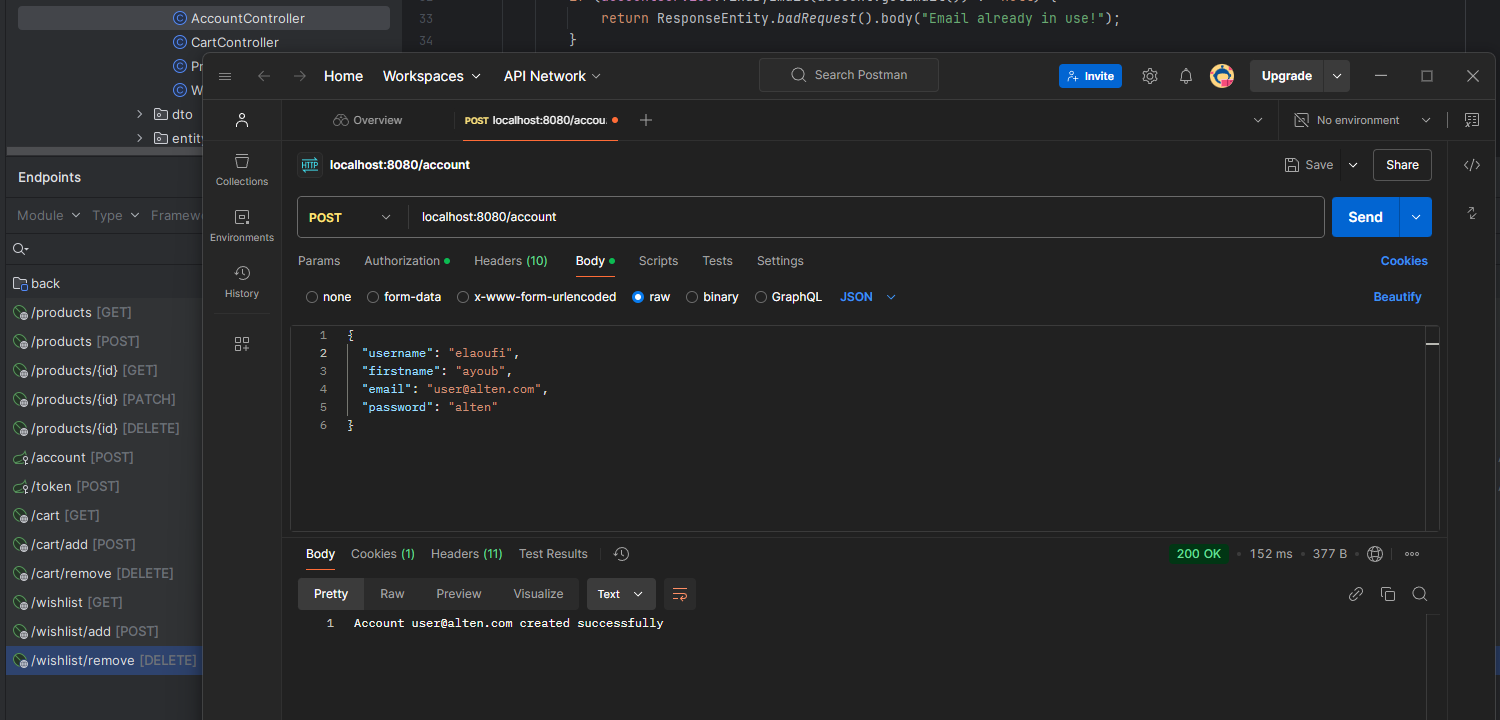 AccountController
CartController
Pr
W
dto
entity
33 return ResponseEntity.badRequest().body("Email already in use!");
34 }
Home Workspaces API Network Search Postman Invite Upgrade
Overview POST localhost:8080/accou. + No environment
HTTP localhost:8080/account Save Share
POST localhost:8080/account Send
Params Authorization Headers (10) Body Scripts Tests Settings Cookies
none form-data x-www-form-urlencoded raw binary GraphQL JSON Beautify
1 {
2 "username": "elaoufi",
3 "firstname": "ayoub",
4 "email": "user@alten.com",
5 "password": "alten"
6 }
Body Cookies (1) Headers (11) Test Results 200 OK • 152 ms • 377 B
Pretty Raw Preview Visualize Text
1 Account user@alten.com created successfully
Collections
Environments
History
Endpoints
Module Type Framew
back
/products [GET]
/products [POST]
/products/{id} [GET]
/products/{id} [PATCH]
/products/{id} [DELETE]
/account [POST]
/token [POST]
/cart [GET]
/cart/add [POST]
/cart/remove [DELETE]
/wishlist [GET]
/wishlist/add [POST]
/wishlist/remove [DELETE]